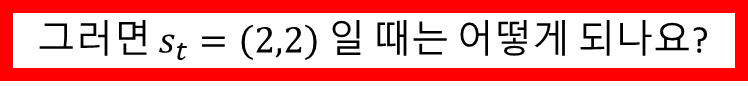 그러면 s_t = (2,2) 일 때는 어떻게 되나요?